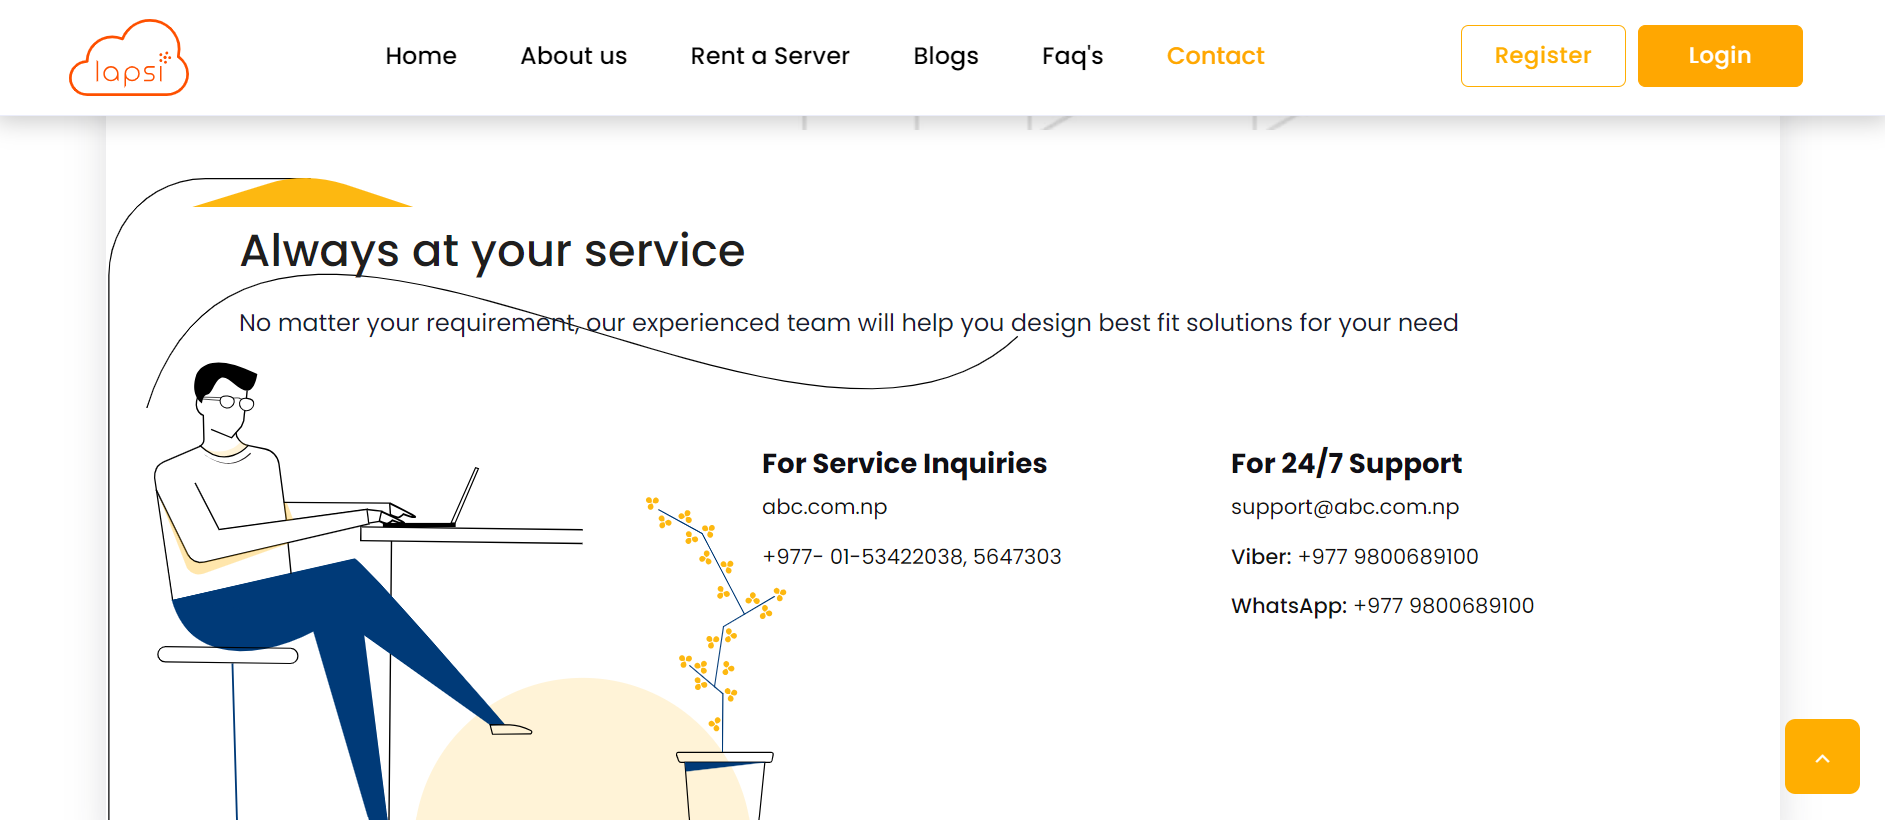 lapsi
Home About us Rent a Server Blogs Faq's Contact Register Login
Always at your service
No matter your requirement, our experienced team will help you design best fit solutions for your need
For Service Inquiries
abc.com.np
+977- 01-53422038, 5647303
For 24/7 Support
support@abc.com.np
Viber: +977 9800689100
WhatsApp: +977 9800689100